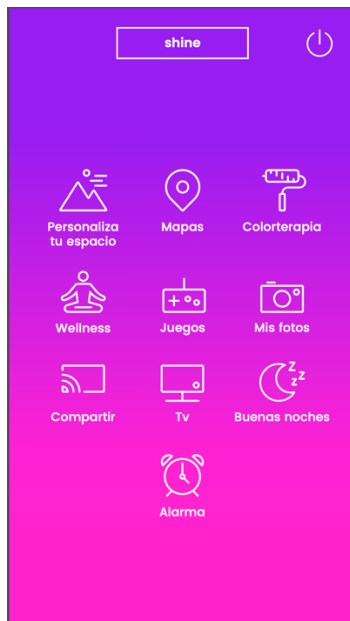 shine
Personaliza
tu espacio
Mapas
Colorterapia
Wellness
Juegos
Mis fotos
Compartir
Tv
Buenas noches
Alarma